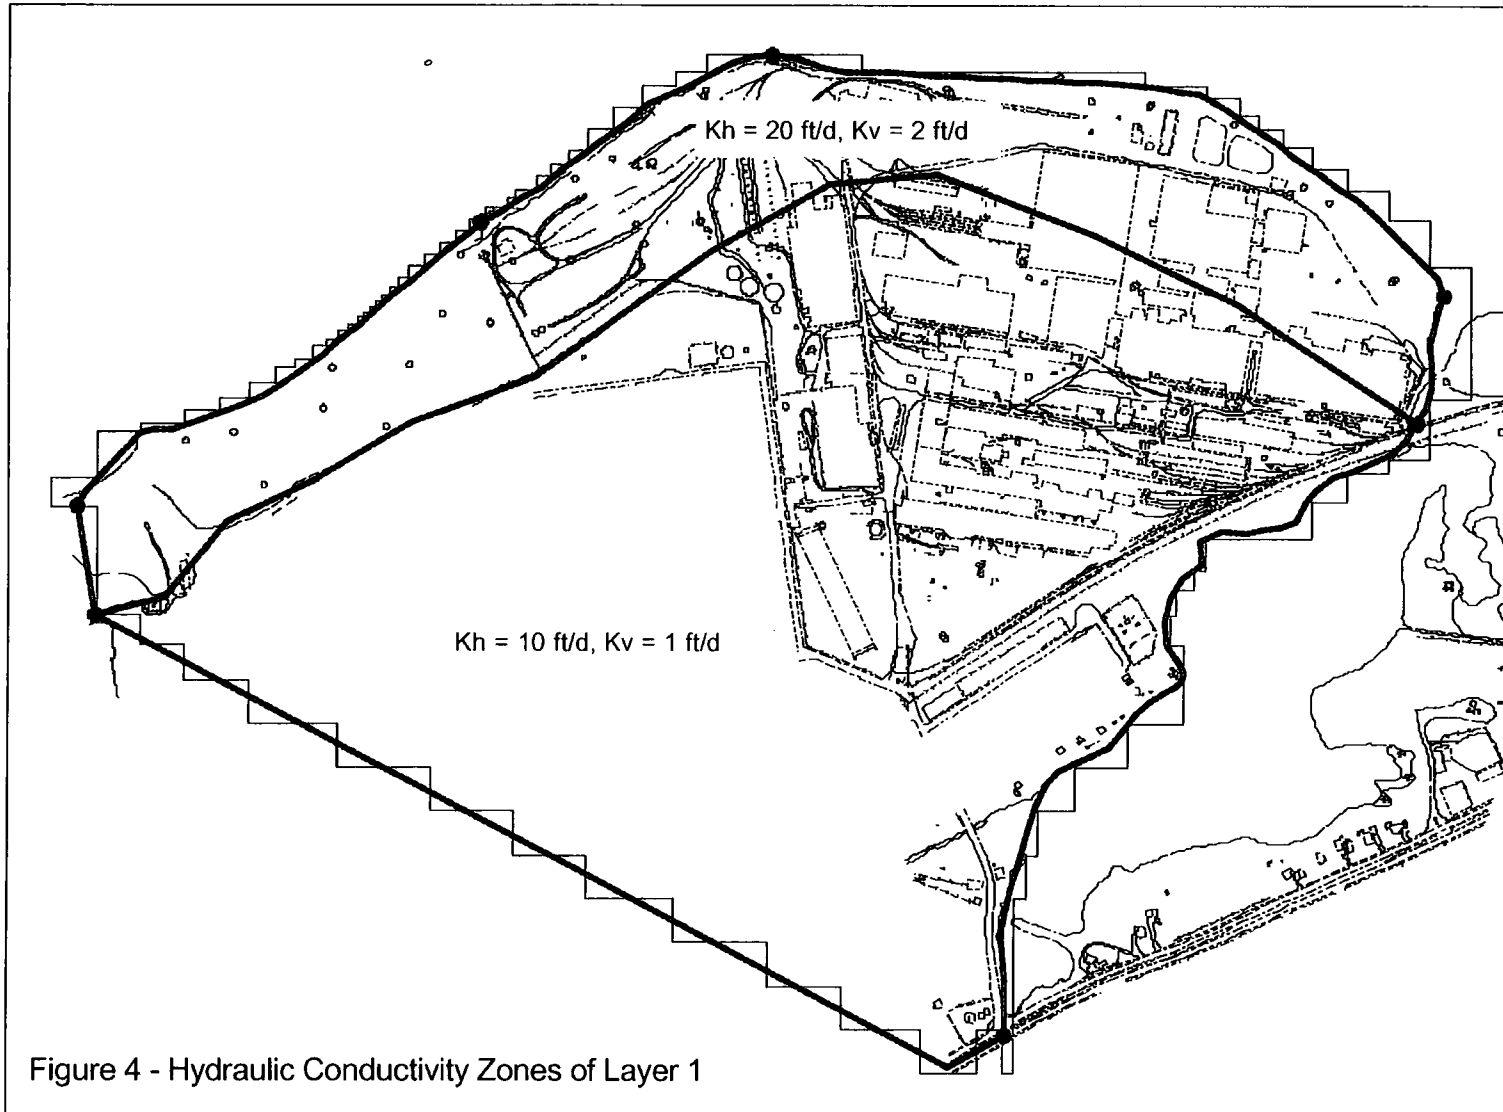 Kh = 20 ft/d, Kv = 2 ft/d
Kh = 10 ft/d, Kv = 1 ft/d
Figure 4 - Hydraulic Conductivity Zones of Layer 1